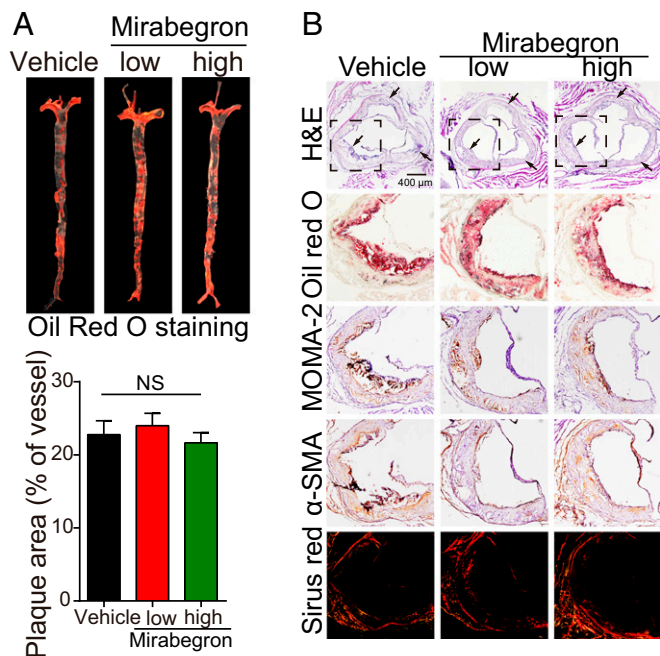 A
Mirabegron
Vehicle low high
Oil Red O staining
Plaque area (% of vessel)
30
20
10
0
NS
Vehicle low high
Mirabegron
B
Mirabegron
Vehicle low high
H&E
400 µm
Oil red O
MOMA-2
α-SMA
Sirus red